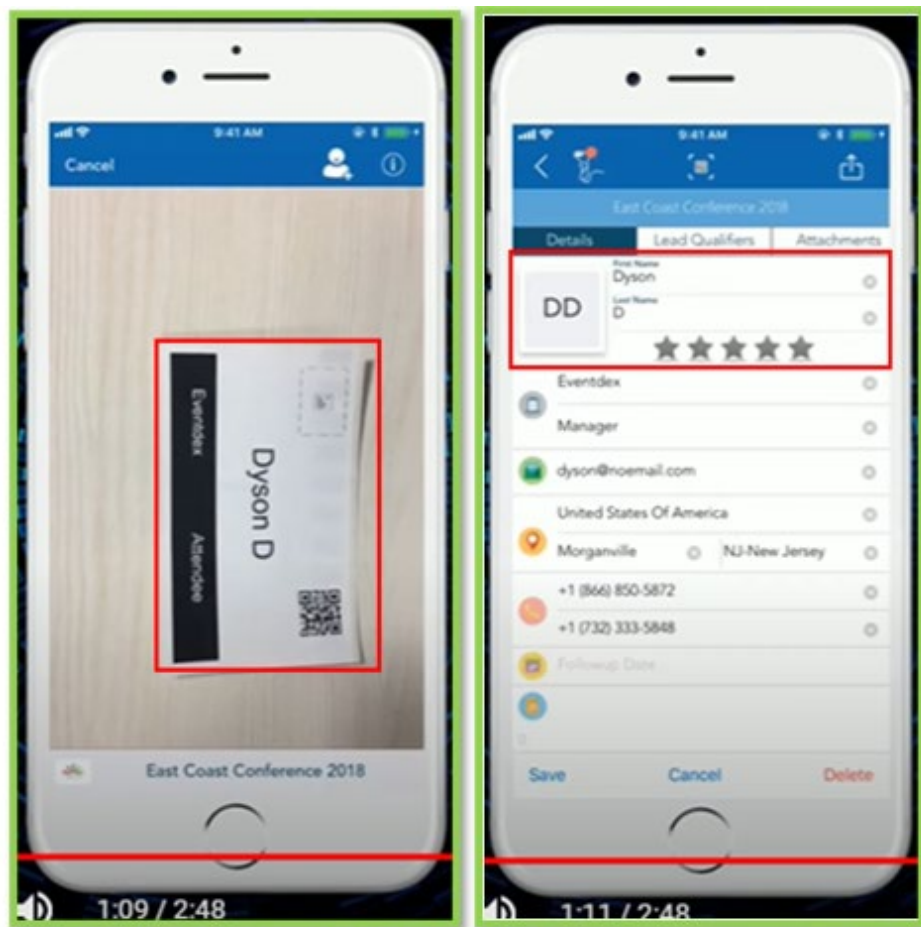 9:41 AM
Cancel
Eventdex Attendee
Dyson D
East Coast Conference 2018
1:09 / 2:48
9:41 AM
East Coast Conference 2018
Details Lead Qualifiers Attachments
First Name
Dyson
DD
Last Name
D
Eventdex
Manager
dyson@noemail.com
United States Of America
Morganville NJ-New Jersey
+1 (866) 850-5872
+1 (732) 333-5848
Followup Date
Save Cancel Delete
1:11 / 2:48